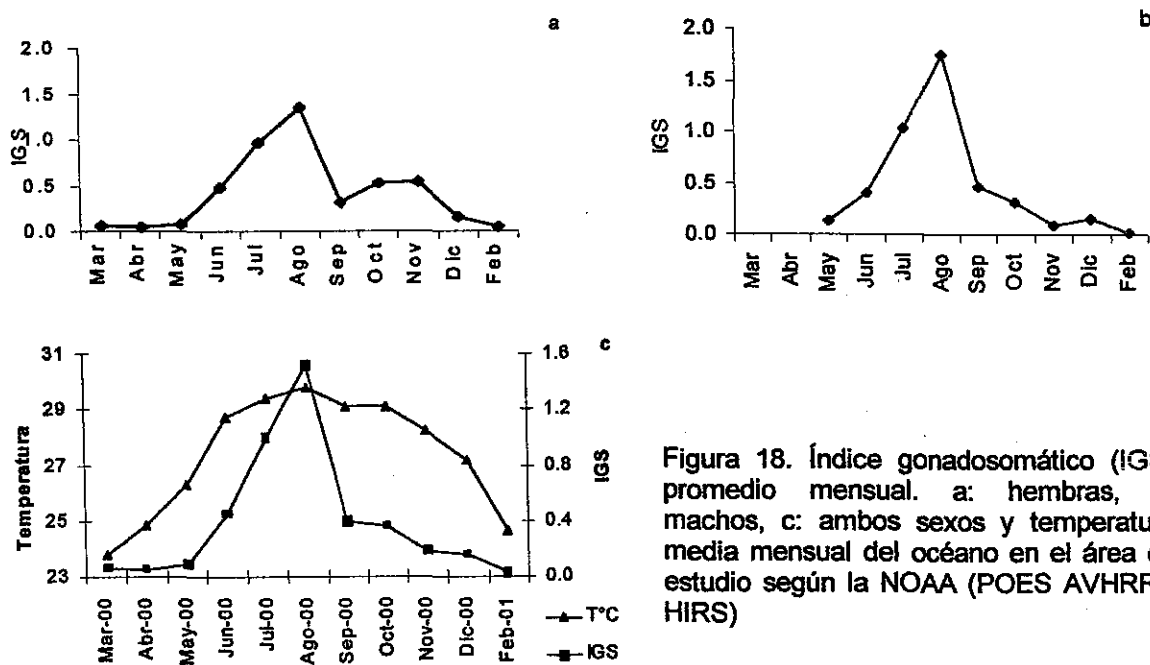 a
2.0
1.5
1.0
0.5
0.0
IGS
Mar Abr May Jun Jul Ago Sep Oct Nov Dic Feb
b
2.0
1.5
1.0
0.5
0.0
IGS
Mar Abr May Jun Jul Ago Sep Oct Nov Dic Feb
c
31
29
27
25
23
Temperatura
1.6
1.2
0.8
0.4
0.0
IGS
Mar-00 Abr-00 May-00 Jun-00 Jul-00 Ago-00 Sep-00 Oct-00 Nov-00 Dic-00 Feb-01
T°C
IGS
Figura 18. Índice gonadosomático (IGS
promedio mensual. a: hembras,
machos, c: ambos sexos y temperatu
media mensual del océano en el área
estudio según la NOAA (POES AVHRR
HIRS)